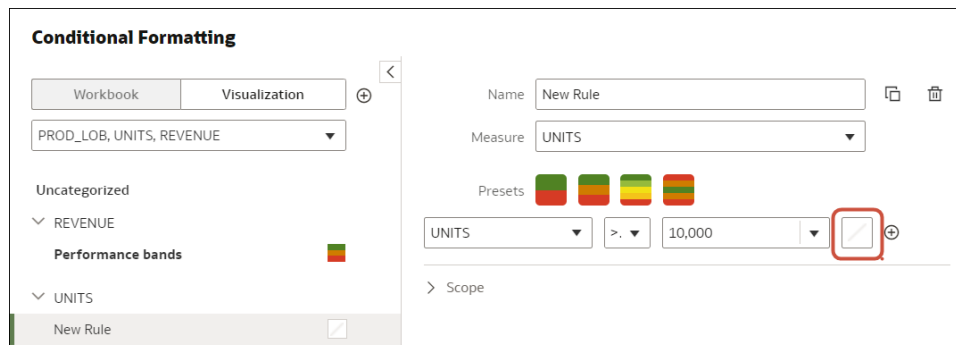 Conditional Formatting
Workbook
Visualization
PROD_LOB, UNITS, REVENUE
Uncategorized
REVENUE
Performance bands
UNITS
New Rule
Name
New Rule
Measure
UNITS
Presets
UNITS
>.
10,000
Scope